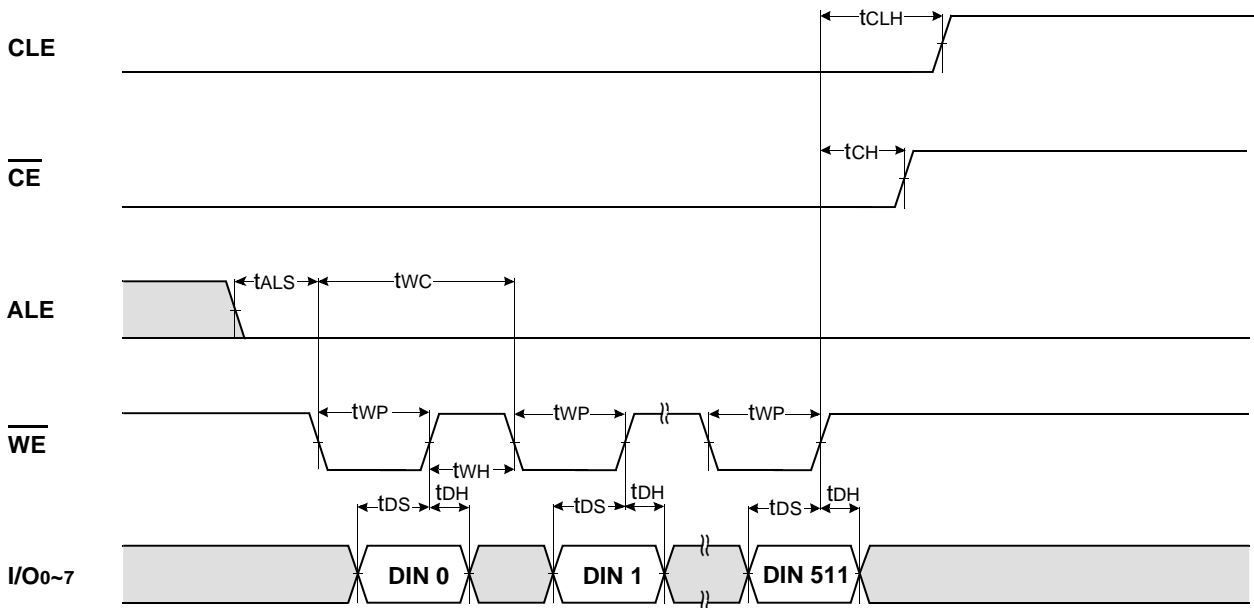 tCLH
CLE
tCH
CE
tALS
tWC
ALE
tWP
tWP
tWP
WE
tWH
tDS
tDH
tDS
tDH
tDS
tDH
I/O0~7
DIN 0
DIN 1
DIN 511